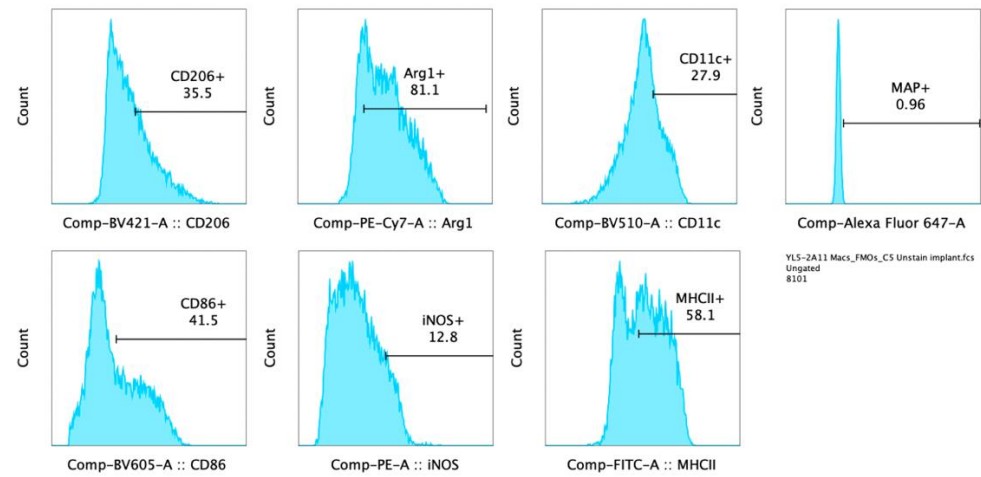 Count
CD206+
35.5
Comp-BV421-A :: CD206
Count
Arg1+
81.1
Comp-PE-Cy7-A :: Arg1
Count
CD11c+
27.9
Comp-BV510-A :: CD11c
Count
MAP+
0.96
Comp-Alexa Fluor 647-A
Count
CD86+
41.5
Comp-BV605-A :: CD86
Count
iNOS+
12.8
Comp-PE-A :: iNOS
Count
MHCII+
58.1
Comp-FITC-A :: MHCII
YL5-2A11 Macs_FMOs_C5 Unstain implant.fcs
Ungated
8101